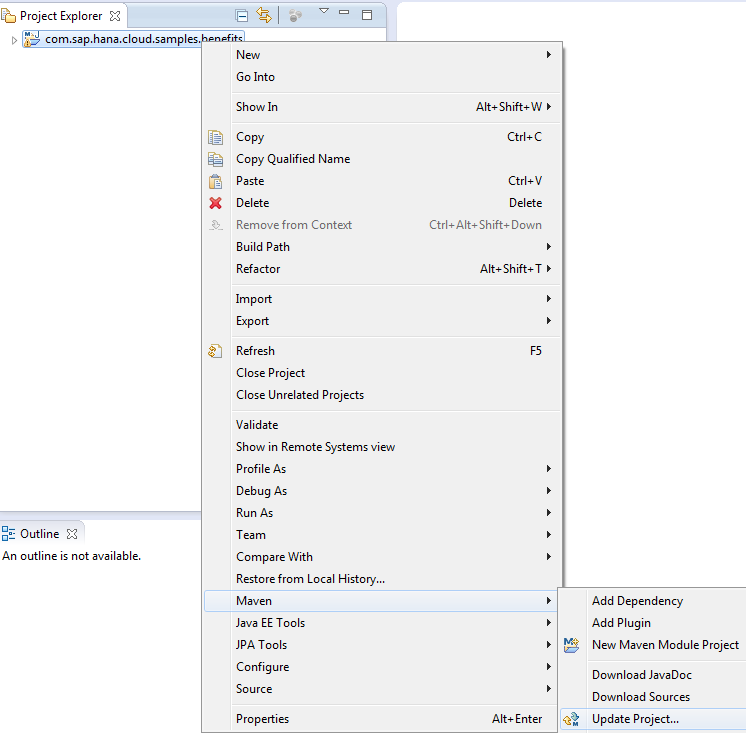 Project Explorer
com.sap.hana.cloud.samples.benefits
New
Go Into
Show In Alt+Shift+W
Copy Ctrl+C
Copy Qualified Name
Paste Ctrl+V
Delete Delete
Remove from Context Ctrl+Alt+Shift+Down
Build Path
Refactor Alt+Shift+T
Import
Export
Refresh F5
Close Project
Close Unrelated Projects
Validate
Show in Remote Systems view
Profile As
Debug As
Run As
Team
Compare With
Restore from Local History...
Maven
Java EE Tools
JPA Tools
Configure
Source
Properties Alt+Enter
Add Dependency
Add Plugin
New Maven Module Project
Download JavaDoc
Download Sources
Update Project...
Outline
An outline is not available.